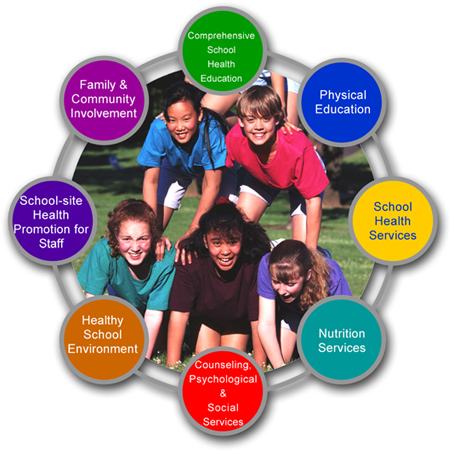 Comprehensive
School
Health
Education
Physical
Education
School
Health
Services
Nutrition
Services
Counseling,
Psychological
&
Social
Services
Healthy
School
Environment
School-site
Health
Promotion for
Staff
Family &
Community
Involvement